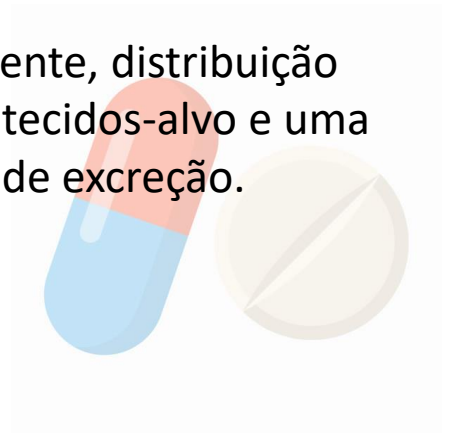 ente, distribuição
tecidos-alvo e uma
de excreção.